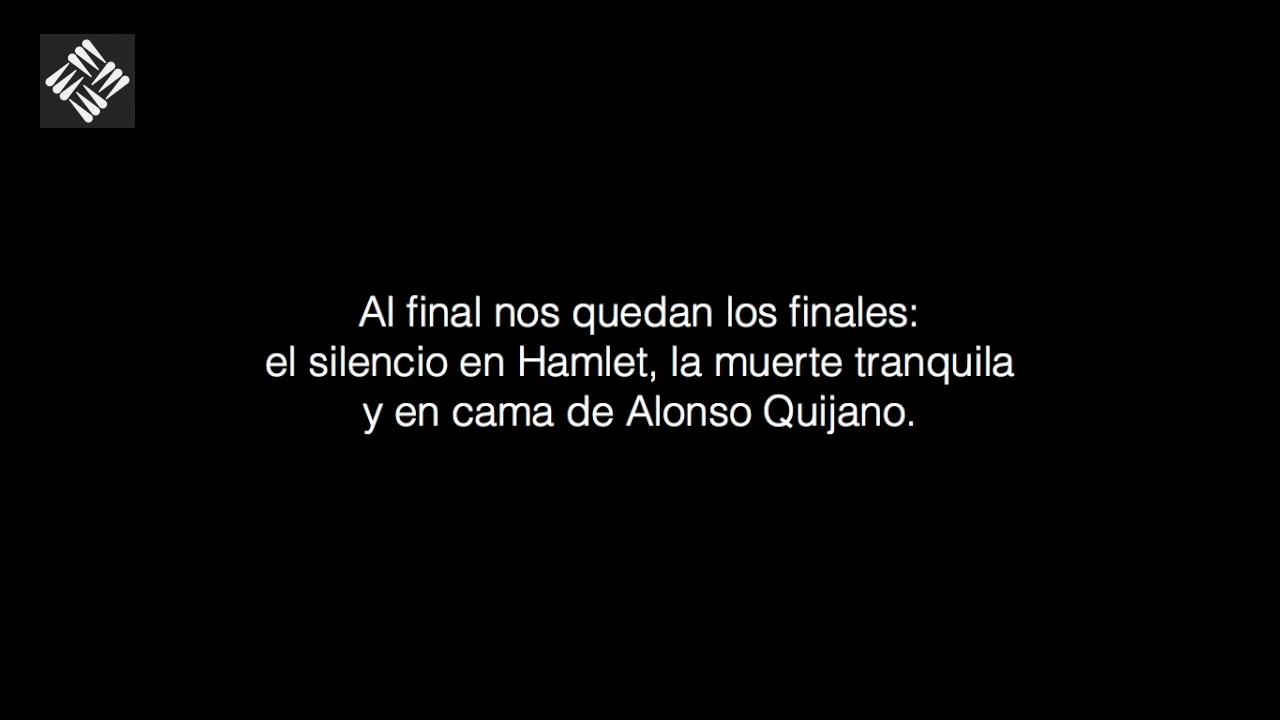 Al final nos quedan los finales:
el silencio en Hamlet, la muerte tranquila
y en cama de Alonso Quijano.